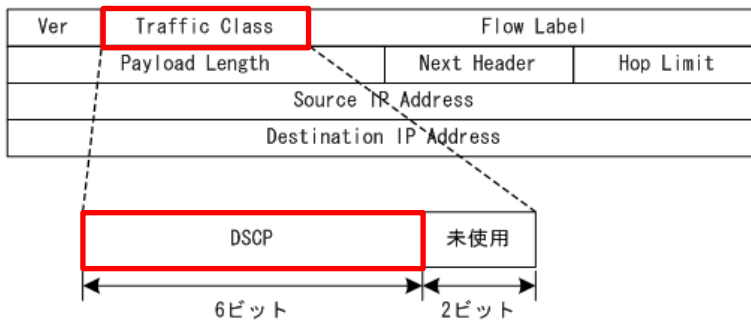 Ver Traffic Class Flow Label
Payload Length Next Header Hop Limit
Source IP Address
Destination IP Address
DSCP 未使用
6ビット 2ビット